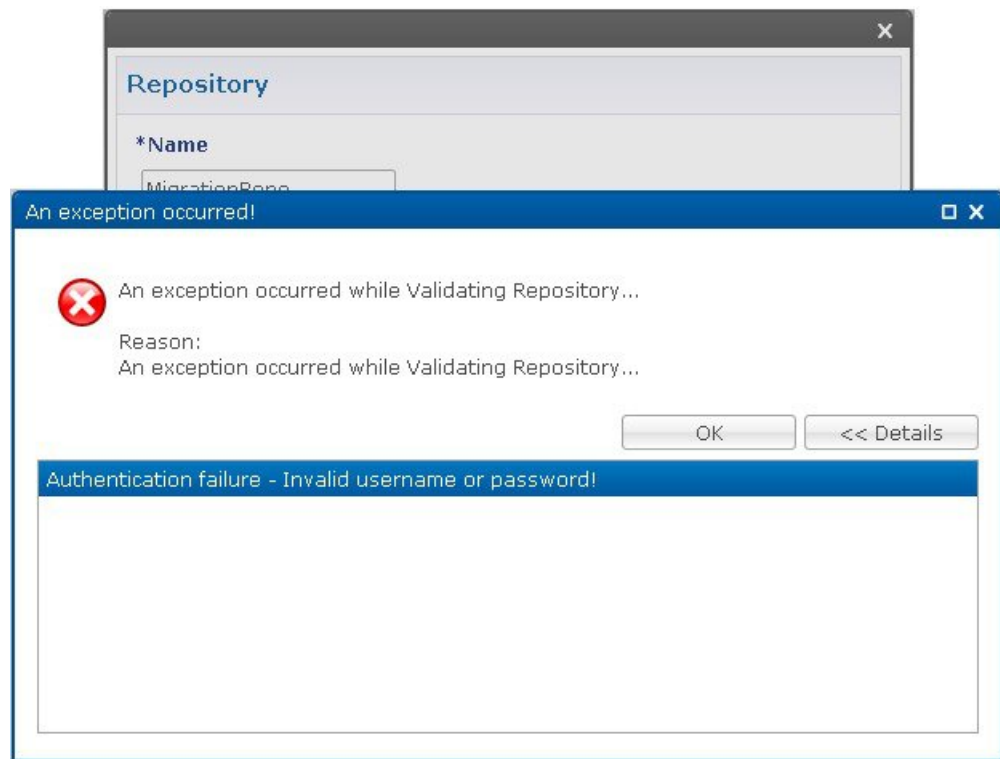 Repository
*Name
MigrationRepo
An exception occurred!
An exception occurred while Validating Repository...
Reason:
An exception occurred while Validating Repository...
OK
<< Details
Authentication failure - Invalid username or password!